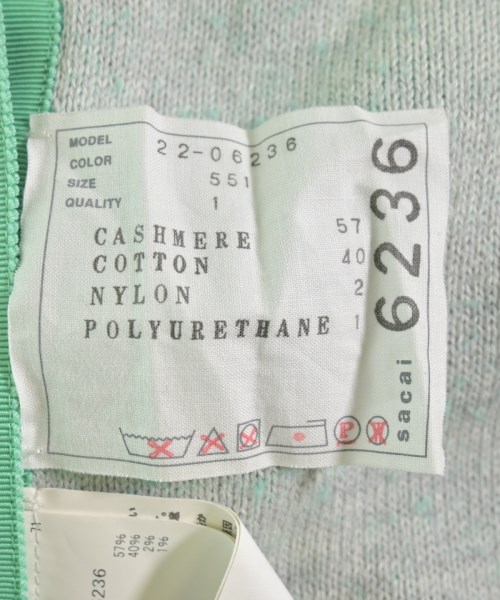 MODEL 22-06236
COLOR 551
SIZE 1
QUALITY
CASHMERE 57
COTTON 40
NYLON 2
POLYURETHANE 1
P W
sacai 6236
71
57%
40%
2%
1%
236